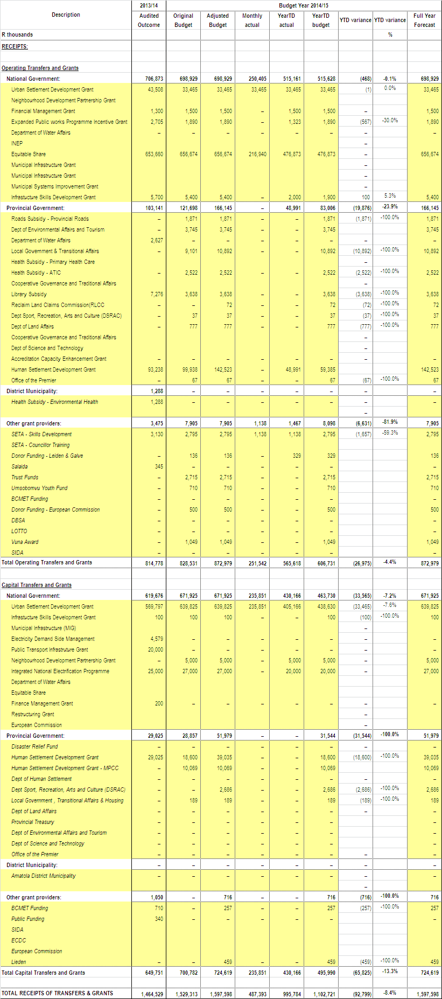 2013/14 Budget Year 2014/15
Description Audited Outcome Original Budget Adjusted Budget Monthly actual YearTD actual YearTD budget YTD variance YTD variance Full Year Forecast
R thousands %
RECEIPTS:
Operating Transfers and Grants
National Government: 706,873 698,929 698,929 250,405 515,161 515,628 (468) -0.1% 698,929
Urban Settlement Development Grant 43,508 33,465 33,465 33,465 33,465 33,465 (1) 0.0% 33,465
Neighbourhood Development Partnership Grant
Financial Management Grant 1,300 1,500 1,500 – 1,500 1,500 – 1,500
Expanded Public works Programme Incentive Grant 2,705 1,890 1,890 – 1,323 1,890 (567) -30.0% 1,890
Department of Water Affairs – – – – – – – –
INEP –
Equitable Share 653,660 656,674 656,674 216,940 476,873 476,873 – 656,674
Municipal Infrastructure Grant –
Municipal Infrastructure Grant –
Municipal Systems Improvement Grant –
Infrastucture Skills Development Grant 5,700 5,400 5,400 – 2,000 1,900 100 5.3% 5,400
Provincial Government: 103,141 121,698 166,145 – 48,991 83,006 (19,876) -23.9% 166,145
Roads Subsidy - Provincial Roads – 1,871 1,871 – – 1,871 (1,871) -100.0% 1,871
Dept of Environmental Affairs and Tourism – 3,745 3,745 – – 3,745 3,745
Department of Water Affairs 2,627 – – – – – – –
Local Government & Transitional Affairs – 9,101 10,892 – – 10,892 (10,892) -100.0% 10,892
Health Subsidy - Primary Health Care –
Health Subsidy - ATIC – 2,522 2,522 – – 2,522 (2,522) -100.0% 2,522
Cooperative Governance and Traditional Affairs –
Library Subsidy 7,276 3,638 3,638 – – 3,638 (3,638) -100.0% 3,638
Reclaim Land Claims Commission(RLCC – – 72 – – 72 (72) -100.0% 72
Dept Sport, Recreation, Arts and Culture (DSRAC) – 37 37 – – 37 (37) -100.0% 37
Dept of Land Affairs – 777 777 – – 777 (777) -100.0% 777
Cooperative Governance and Traditional Affairs –
Dept of Science and Technology –
Accreditation Capacity Enhancement Grant – – – – – – – –
Human Settlement Development Grant 93,238 99,938 142,523 – 48,991 59,385 142,523
Office of the Premier – 67 67 – – 67 (67) -100.0% 67
District Municipality: 1,288 – – – – – – –
Health Subsidy - Environmental Health 1,288 – – – – – – –
–
Other grant providers: 3,475 7,905 7,905 1,138 1,467 8,098 (6,631) -81.9% 7,905
SETA - Skills Development 3,130 2,795 2,795 1,138 1,138 2,795 (1,657) -59.3% 2,795
SETA - Councillor Training
Donor Funding - Leiden & Galve – 136 136 – 329 329 136
Salaida 345 – – – – – –
Trust Funds – 2,715 2,715 – – 2,715 2,715
Umsobomvu Youth Fund – 710 710 – – 710 710
BCMET Funding – – – – – – –
Donor Funding - European Commission – 500 500 – – 500 500
DBSA – – – – – – –
LOTTO – – – – – – –
Vuna Award – 1,049 1,049 – – 1,049 1,049
SIDA – – – – – – –
Total Operating Transfers and Grants 814,778 828,531 872,979 251,542 565,618 606,731 (26,975) -4.4% 872,979
Capital Transfers and Grants
National Government: 619,676 671,925 671,925 235,851 430,166 463,730 (33,565) -7.2% 671,925
Urban Settlement Development Grant 569,797 639,825 639,825 235,851 405,166 438,630 (33,465) -7.6% 639,825
Infrastucture Skills Development Grant 100 100 100 – – 100 (100) -100.0% 100
Municipal Infrastructure (MIG) –
Electricity Demand Side Management 4,579 – – – – – – –
Public Transport Infrastruture Grant 20,000 – – – – – – –
Neighbourhood Development Partnership Grant – 5,000 5,000 – 5,000 5,000 – 5,000
Integrated National Electrification Programme 25,000 27,000 27,000 – 20,000 20,000 – 27,000
Department of Water Affairs
Equitable Share
Finance Management Grant 200 – – – – – – –
Restructuring Grant –
European Commission –
Provincial Government: 29,025 28,857 51,979 – – 31,544 (31,544) -100.0% 51,979
Disaster Relief Fund – – – – – – – –
Human Settlement Development Grant 29,025 18,600 39,035 – – 18,600 (18,600) -100.0% 39,035
Human Settlement Development Grant - MPCC – 10,069 10,069 – – 10,069 10,069
Dept of Human Settlement – – – – – – – –
Dept Sport, Recreation, Arts and Culture (DSRAC) – – 2,686 – – 2,686 (2,686) -100.0% 2,686
Local Government , Transitional Affairs & Housing – 189 189 – – 189 (189) -100.0% 189
Dept of Land Affairs – – – – – – – –
Provincial Treasury – – – – – – –
Dept of Environmental Affairs and Tourism – – – – – – –
Dept of Science and Technology – – – – – – –
Office of the Premier – – – – – – – –
District Municipality: – – – – – – – –
Amatola District Municipality – – – – – – – –
–
Other grant providers: 1,050 – 716 – – 716 (716) -100.0% 716
BCMET Funding 710 – 257 – – 257 (257) -100.0% 257
Public Funding 340 – – – – – –
SIDA
ECDC
European Commission
Lieden – – 459 – – 459 (459) -100.0% 459
Total Capital Transfers and Grants 649,751 700,782 724,619 235,851 430,166 495,990 (65,825) -13.3% 724,619
TOTAL RECEIPTS OF TRANSFERS & GRANTS 1,464,529 1,529,313 1,597,598 487,393 995,784 1,102,721 (92,799) -8.4% 1,597,598